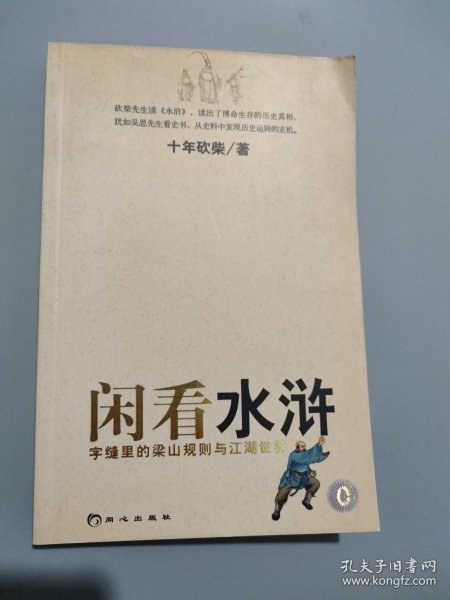 砍柴先生读《水浒》，读出了博命生存的历史真相。
犹如吴思先生看史书，从史料中发现历史运转的玄机。
十年砍柴/著
闲看水浒
字缝里的梁山规则与江湖世界
同心出版社
孔夫子旧书网
www.kongfz.com